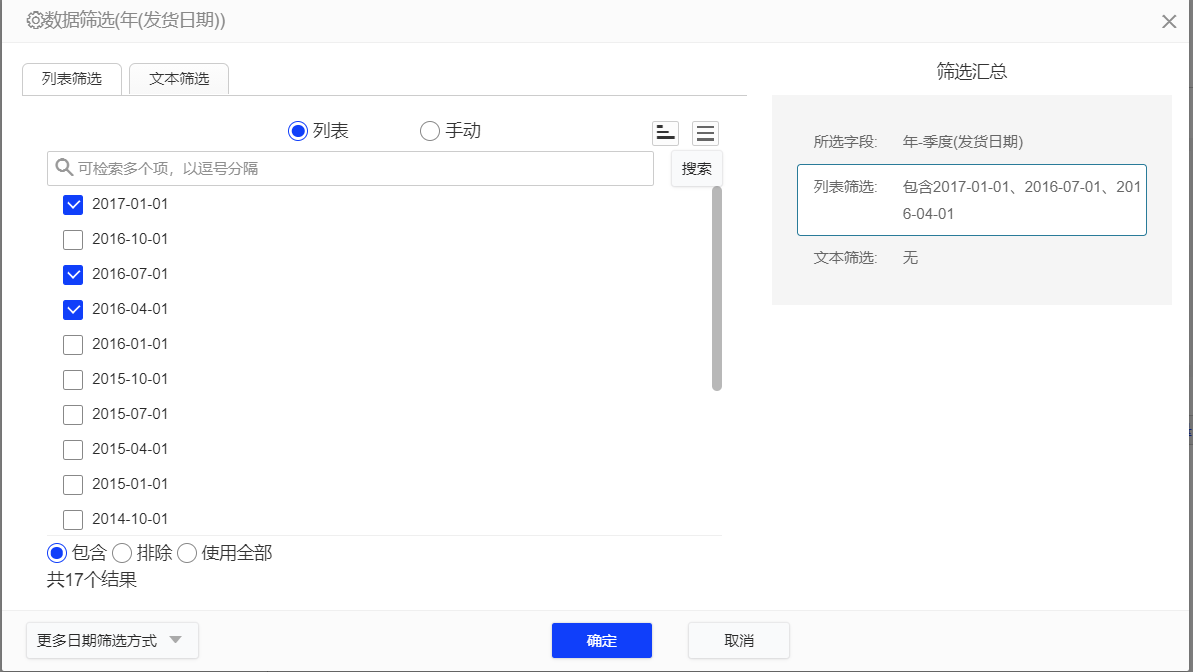 数据筛选(年(发货日期))
列表筛选
文本筛选
列表
手动
可检索多个项，以逗号分隔
搜索
2017-01-01
2016-10-01
2016-07-01
2016-04-01
2016-01-01
2015-10-01
2015-07-01
2015-04-01
2015-01-01
2014-10-01
包含
排除
使用全部
共17个结果
筛选汇总
所选字段:
年-季度(发货日期)
列表筛选:
包含2017-01-01、2016-07-01、201
6-04-01
文本筛选:
无
更多日期筛选方式
确定
取消